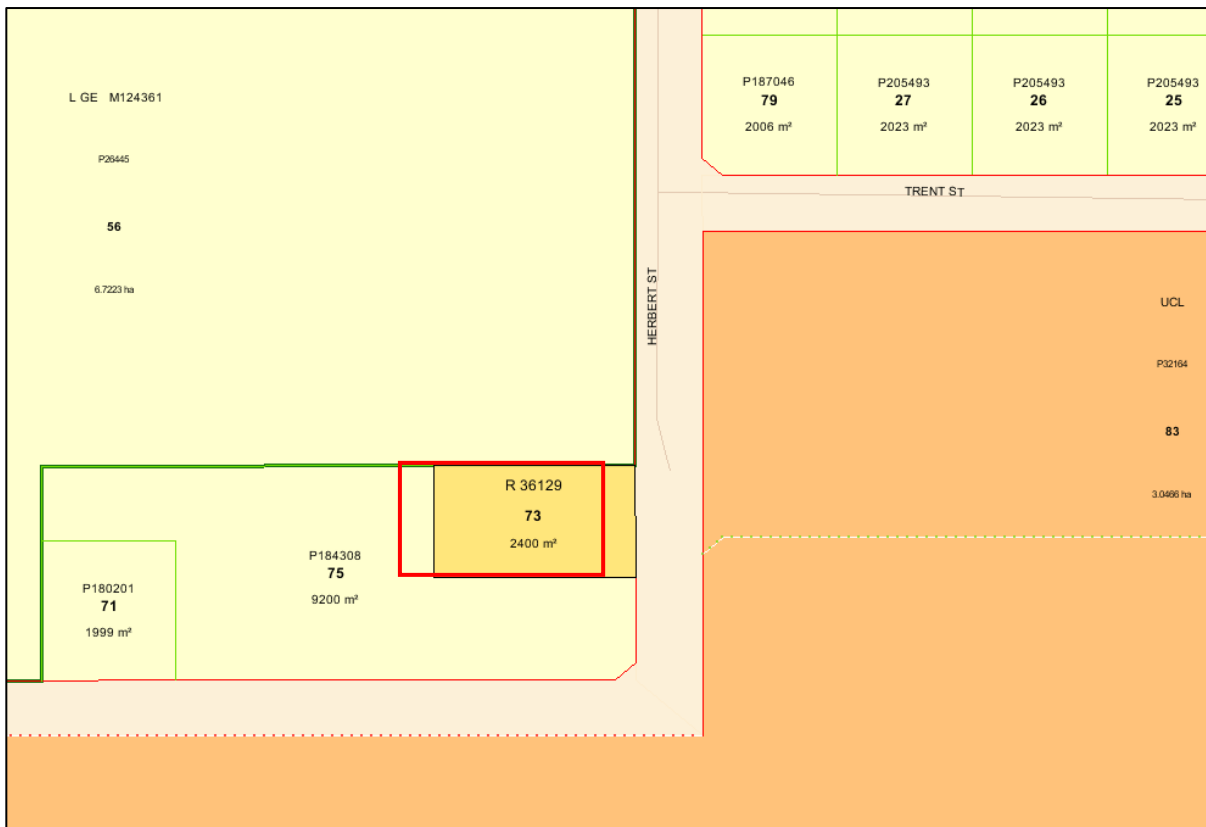 L GE M124361
P26445
56
6.7223 ha
P187046
79
2006 m²
P205493
27
2023 m²
P205493
26
2023 m²
P205493
25
2023 m²
TRENT ST
HERBERT ST
UCL
P32164
83
3.0466 ha
R 36129
73
2400 m²
P184308
75
9200 m²
P180201
71
1999 m²